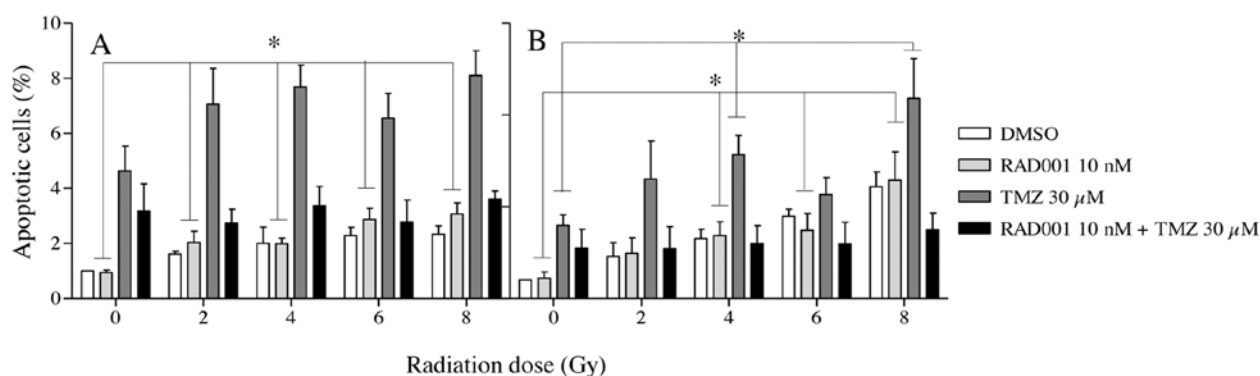 A
B
*
*
*
Apoptotic cells (%)
10
8
6
4
2
0
0 2 4 6 8 0 2 4 6 8
Radiation dose (Gy)
DMSO
RAD001 10 nM
TMZ 30 µM
RAD001 10 nM + TMZ 30 µM